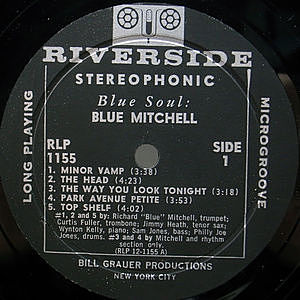 RIVERSIDE
STEREOPHONIC
Blue Soul:
BLUE MITCHELL
LONG PLAYING
MICROGROOVE
RLP
1155
SIDE
1
1. MINOR VAMP (3:38)
2. THE HEAD (4:23)
3. THE WAY YOU LOOK TONIGHT (3:18)
4. PARK AVENUE PETITE (3:53)
5. TOP SHELF (4:02)
#1, 2 and 5 by: Richard "Blue" Mitchell, trumpet;
Curtis Fuller, trombone; Jimmy Heath, tenor sax;
Wynton Kelly, piano; Sam Jones, bass; Philly Joe
Jones, drums. #3 and 4 by Mitchell and rhythm
section only.
(RLP 12-1155 A)
BILL GRAUER PRODUCTIONS
NEW YORK CITY